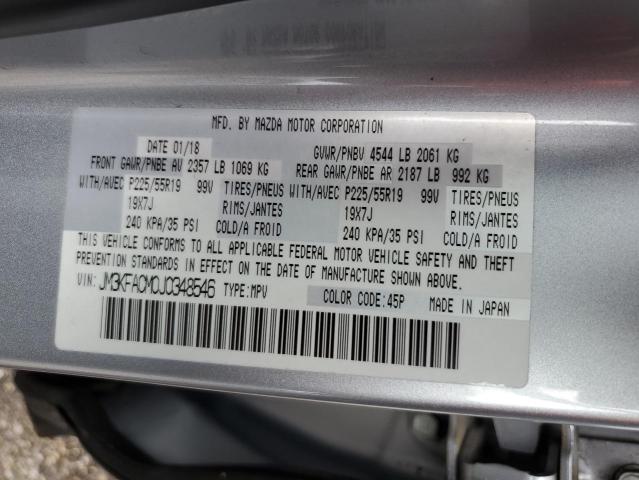 MFD. BY MAZDA MOTOR CORPORATION
DATE 01/18 GVWR/PNBV 4544 LB 2061 KG
FRONT GAWR/PNBE AV 2357 LB 1069 KG REAR GAWR/PNBE AR 2187 LB 992 KG
WITH/AVEC P225/55R19 99V TIRES/PNEUS WITH/AVEC P225/55R19 99V TIRES/PNEUS
19X7J RIMS/JANTES 19X7J RIMS/JANTES
240 KPA/35 PSI COLD/A FROID 240 KPA/35 PSI COLD/A FROID
THIS VEHICLE CONFORMS TO ALL APPLICABLE FEDERAL MOTOR VEHICLE SAFETY AND THEFT
PREVENTION STANDARDS IN EFFECT ON THE DATE OF MANUFACTURE SHOWN ABOVE.
VIN: JM3KFACM0J0348546 TYPE:MPV COLOR CODE:45P MADE IN JAPAN